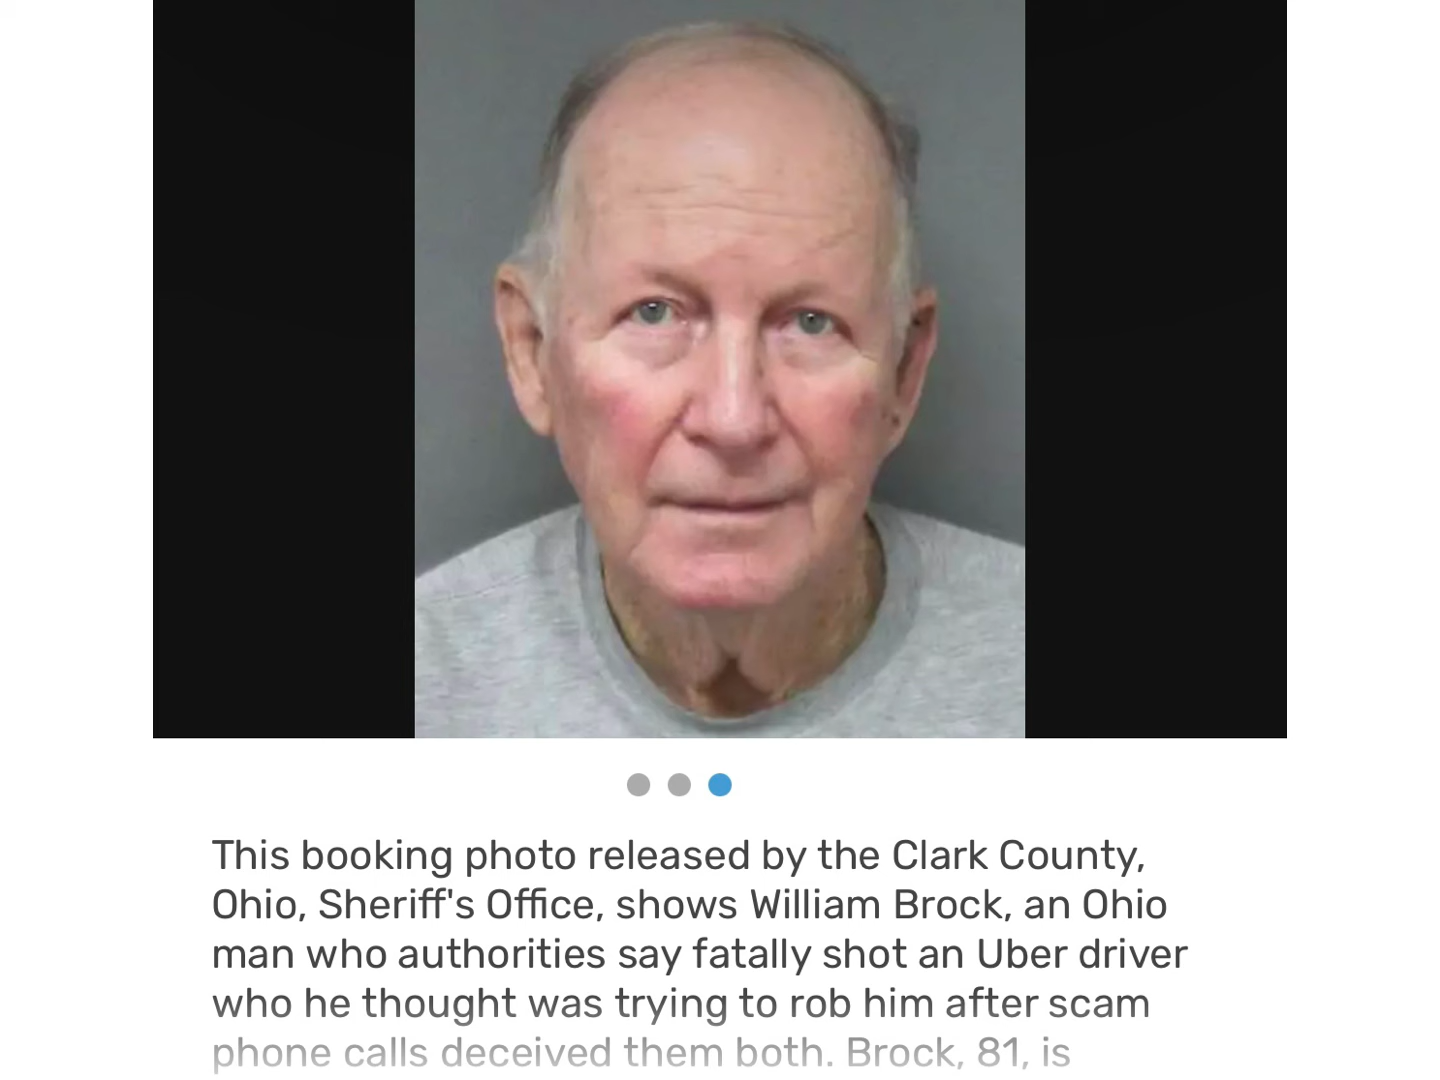 This booking photo released by the Clark County,
Ohio, Sheriff's Office, shows William Brock, an Ohio
man who authorities say fatally shot an Uber driver
who he thought was trying to rob him after scam
phone calls deceived them both. Brock, 81, is